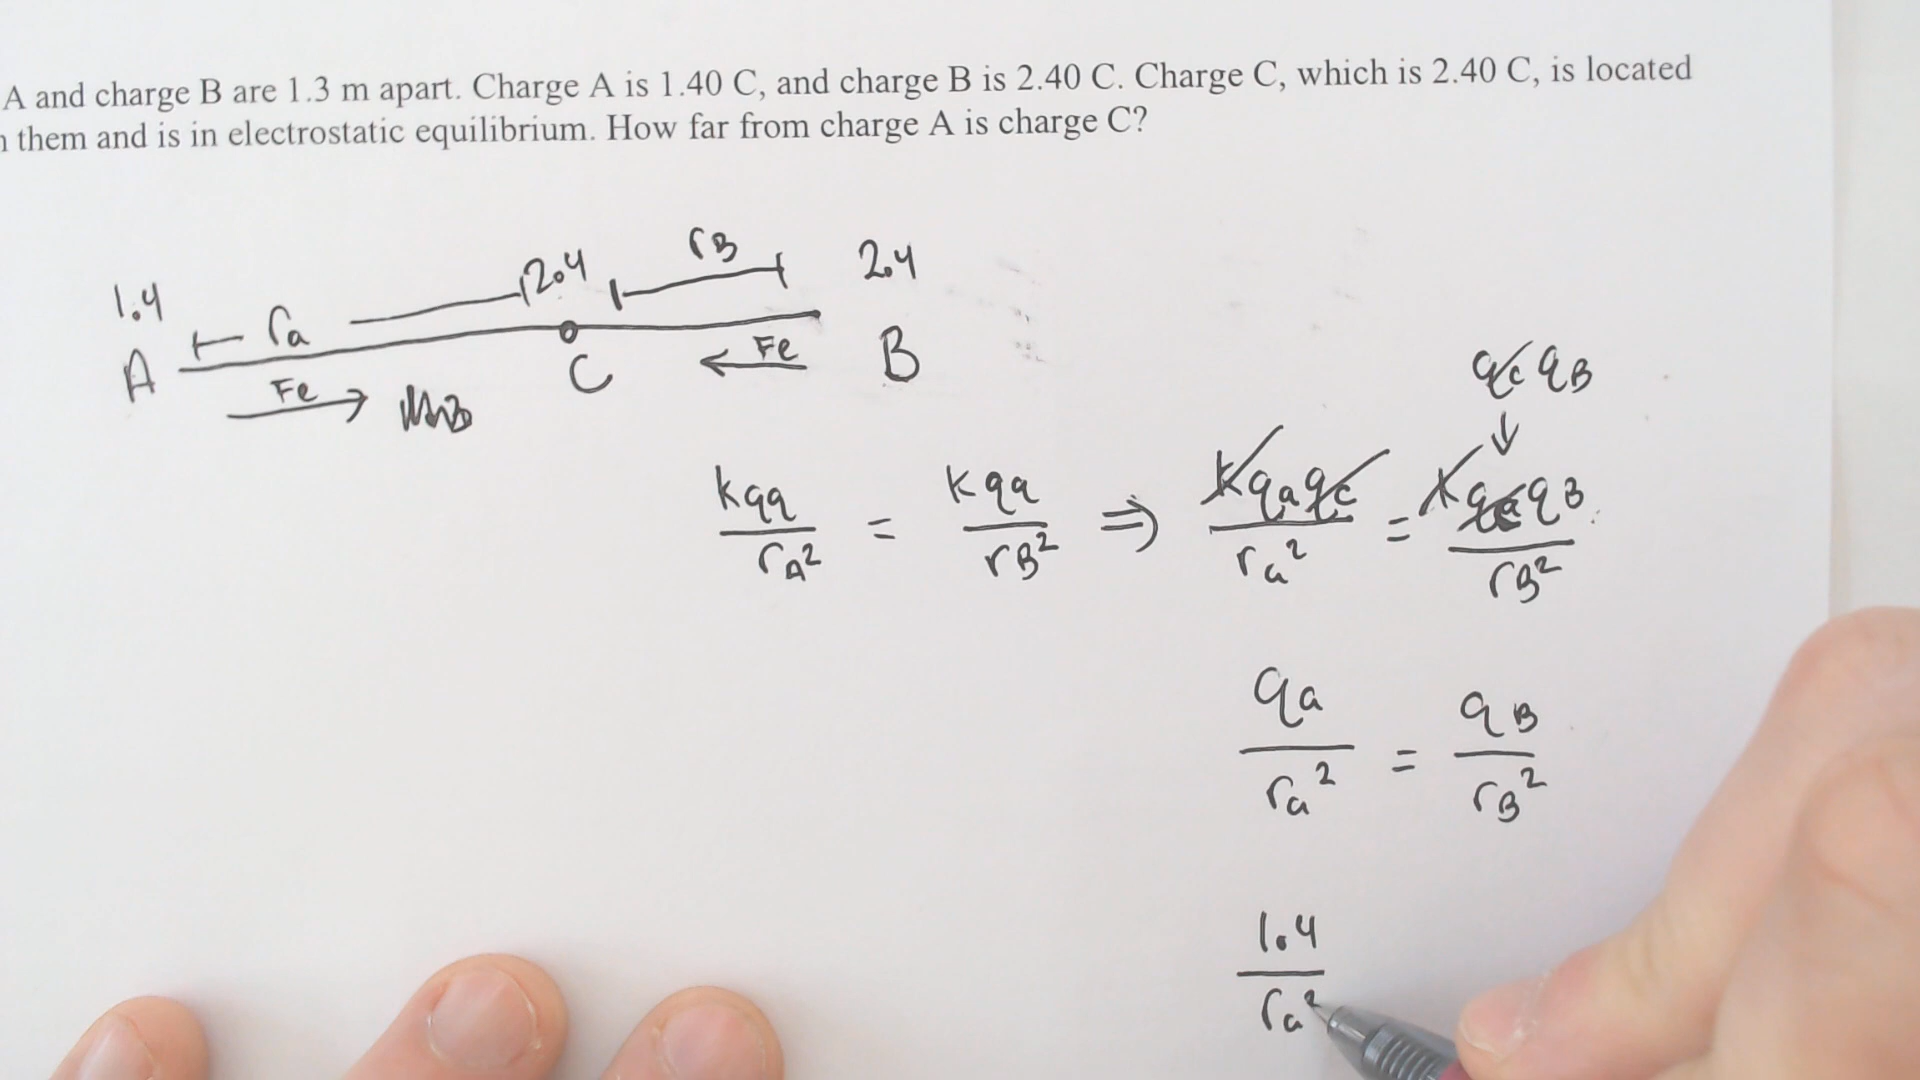 A and charge B are 1.3 m apart. Charge A is 1.40 C, and charge B is 2.40 C. Charge C, which is 2.40 C, is located
them and is in electrostatic equilibrium. How far from charge A is charge C?
1.4 ra 2.4 rB 2.4
A Fe C Fe B
qc qB
kqq / rA² = kqq / rB² ⇒ kqaqc / ra² = kqcqB / rB²
qa / ra² = qB / rB²
1.4 / ra²